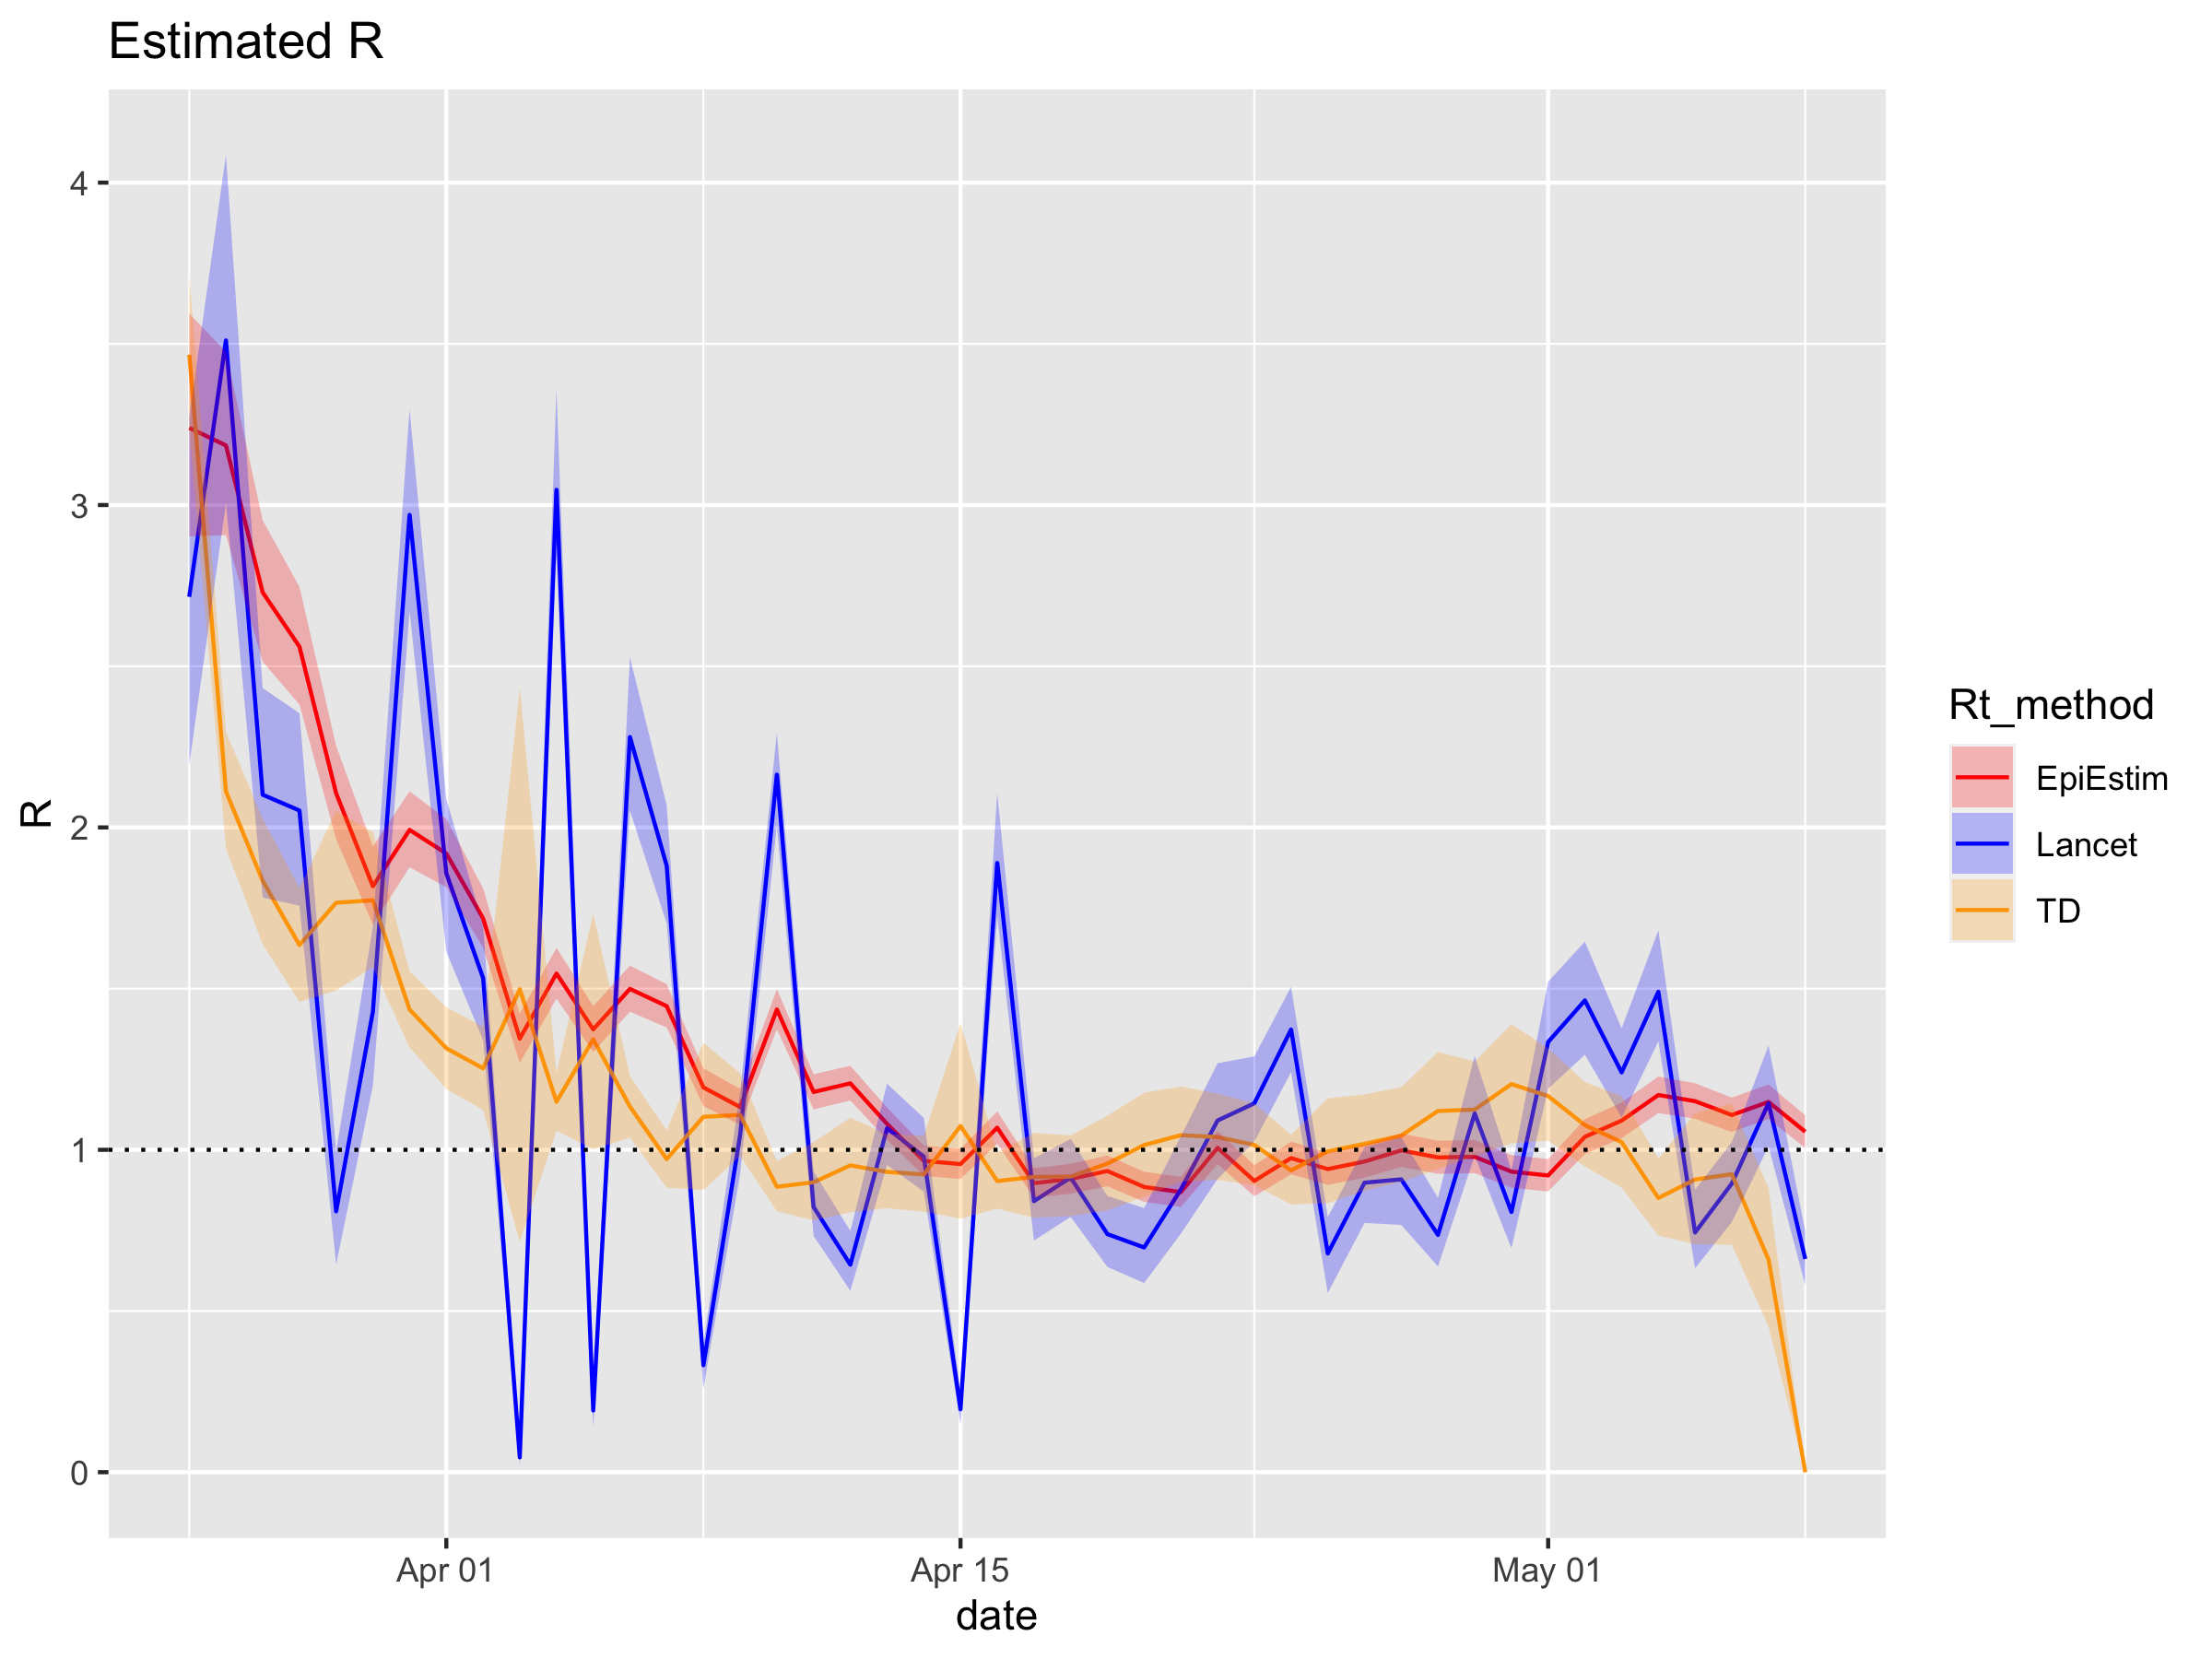 Estimated R
4
3
2
1
0
R
Apr 01
Apr 15
May 01
date
Rt_method
EpiEstim
Lancet
TD